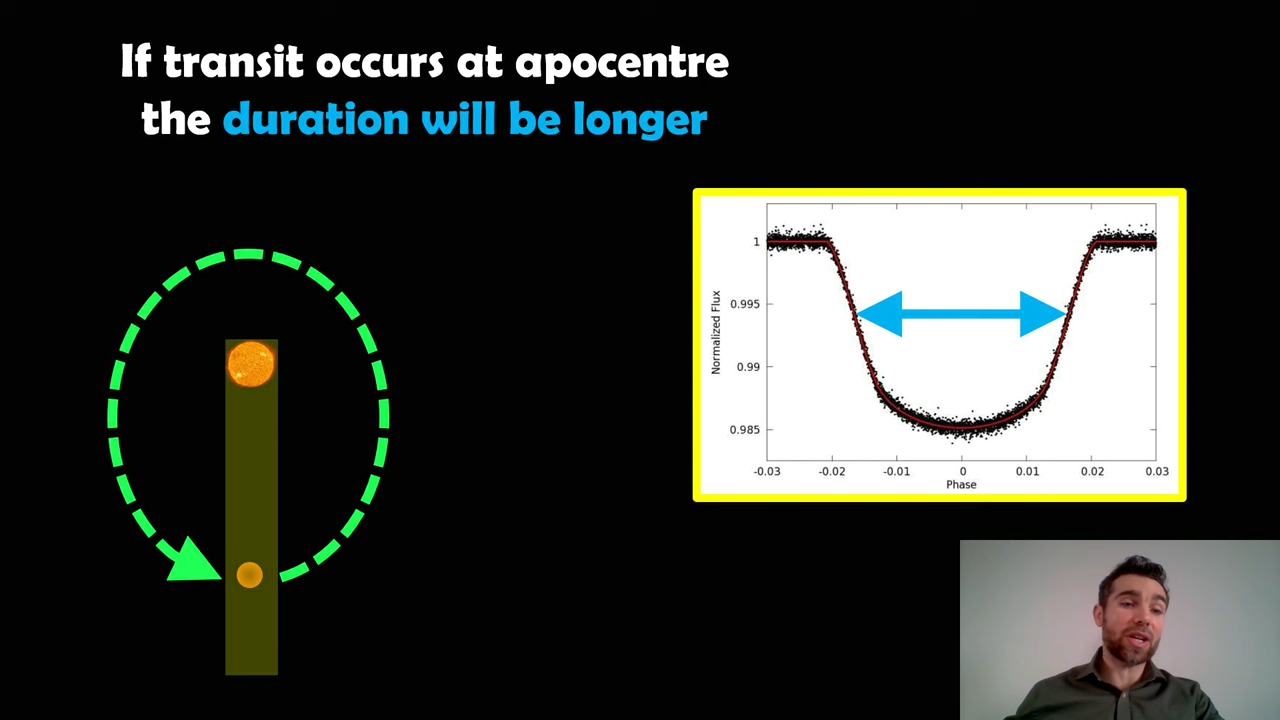 If transit occurs at apocentre
the duration will be longer
1
0.995
0.99
0.985
Normalized Flux
-0.03 -0.02 -0.01 0 0.01 0.02 0.03
Phase